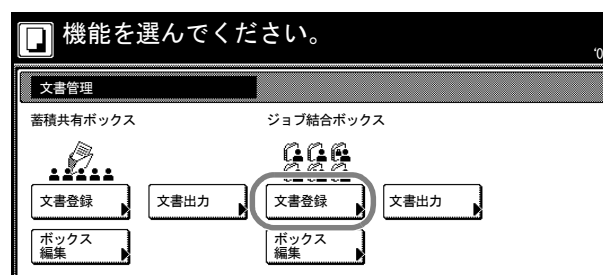 機能を選んでください。
'0
文書管理
蓄積共有ボックス
ジョブ結合ボックス
文書登録
文書出力
文書登録
文書出力
ボックス
編集
ボックス
編集